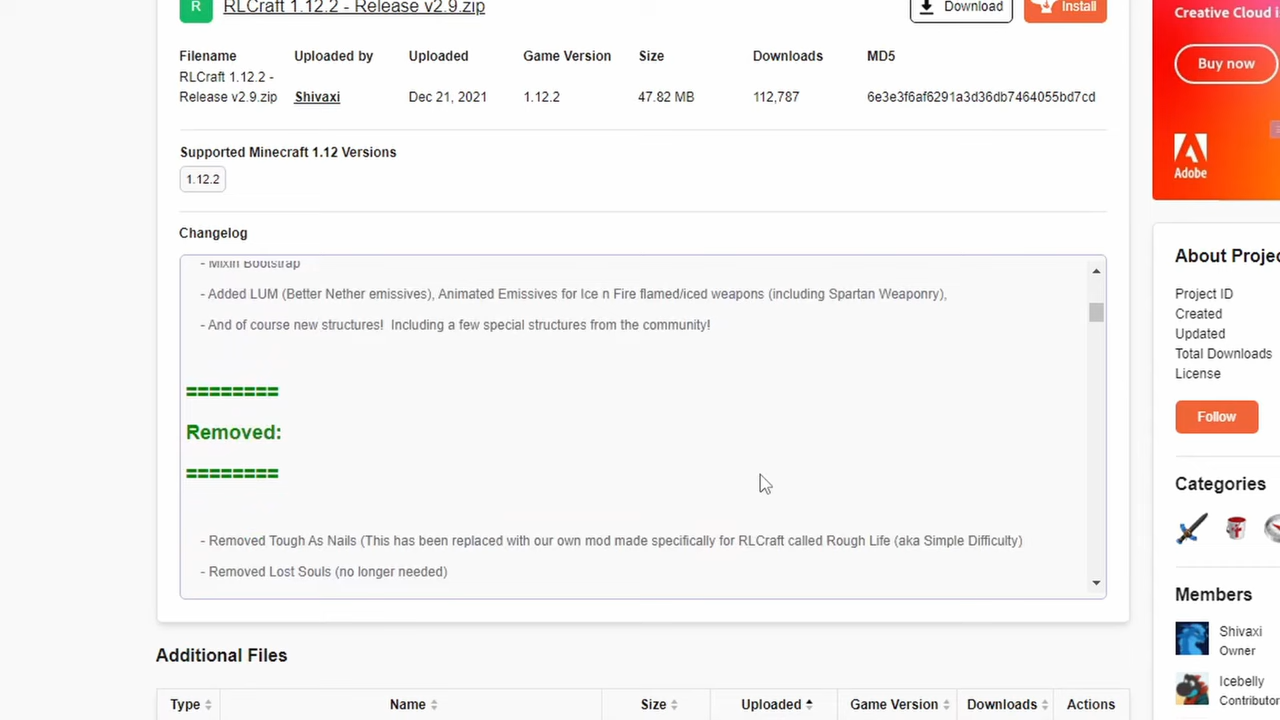 R RLCraft 1.12.2 - Release v2.9.zip Download Install
Creative Cloud i
Buy now
Adobe
Filename Uploaded by Uploaded Game Version Size Downloads MD5
RLCraft 1.12.2 -
Release v2.9.zip Shivaxi Dec 21, 2021 1.12.2 47.82 MB 112,787 6e3e3f6af6291a3d36db7464055bd7cd
Supported Minecraft 1.12 Versions
1.12.2
Changelog
- Mixin Bootstrap
- Added LUM (Better Nether emissives), Animated Emissives for Ice n Fire flamed/iced weapons (including Spartan Weaponry),
- And of course new structures!  Including a few special structures from the community!
========
Removed:
========
- Removed Tough As Nails (This has been replaced with our own mod made specifically for RLCraft called Rough Life (aka Simple Difficulty)
- Removed Lost Souls (no longer needed)
Additional Files
Type Name Size Uploaded Game Version Downloads Actions
About Projec
Project ID
Created
Updated
Total Downloads
License
Follow
Categories
Members
Shivaxi
Owner
Icebelly
Contributor